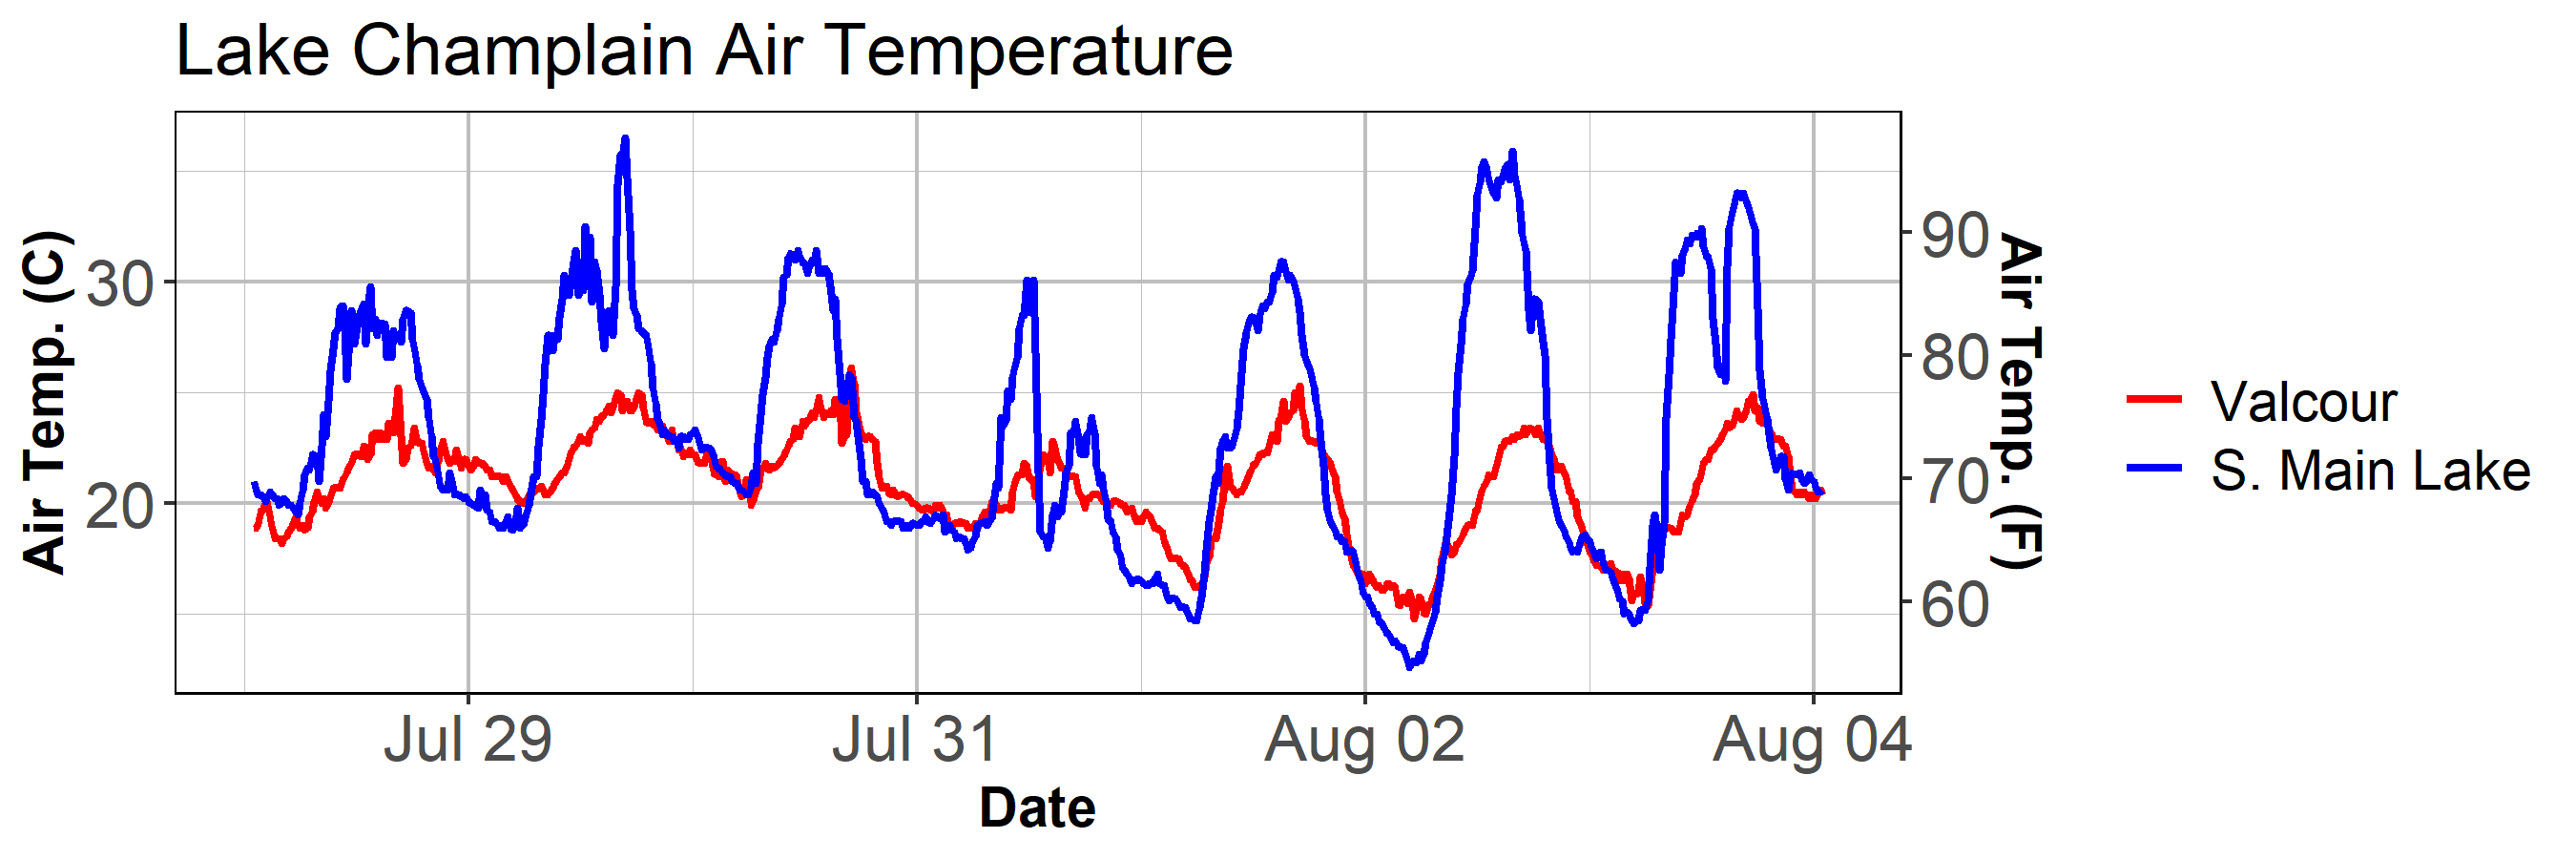 Lake Champlain Air Temperature
Air Temp. (C)
30
20
90
80
70
60
Air Temp. (F)
Jul 29
Jul 31
Aug 02
Aug 04
Date
Valcour
S. Main Lake